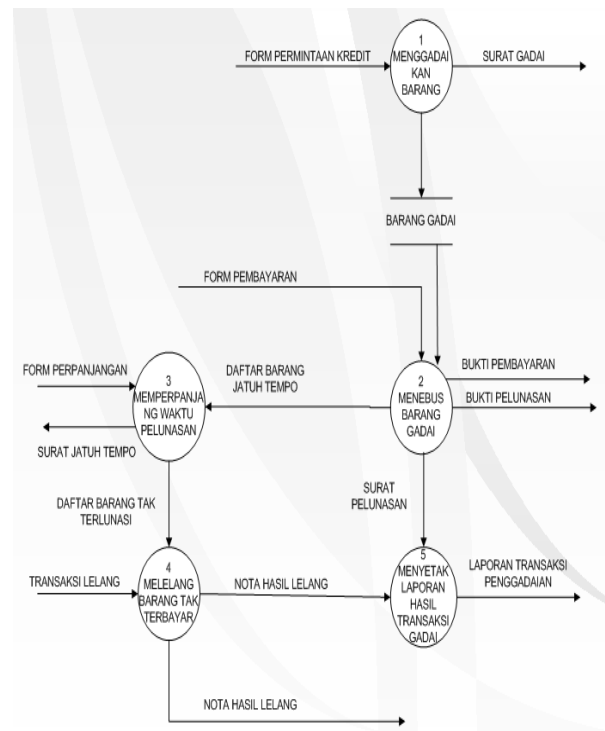 1
MENGGADAI
KAN
BARANG
FORM PERMINTAAN KREDIT
SURAT GADAI
BARANG GADAI
FORM PEMBAYARAN
FORM PERPANJANGAN
3
MEMPERPANJA
NG WAKTU
PELUNASAN
DAFTAR BARANG
JATUH TEMPO
2
MENEBUS
BARANG
GADAI
BUKTI PEMBAYARAN
BUKTI PELUNASAN
SURAT JATUH TEMPO
DAFTAR BARANG TAK
TERLUNASI
SURAT
PELUNASAN
TRANSAKSI LELANG
4
MELELANG
BARANG TAK
TERBAYAR
NOTA HASIL LELANG
5
MENYETAK
LAPORAN
HASIL
TRANSAKSI
GADAI
LAPORAN TRANSAKSI
PENGGADAIAN
NOTA HASIL LELANG